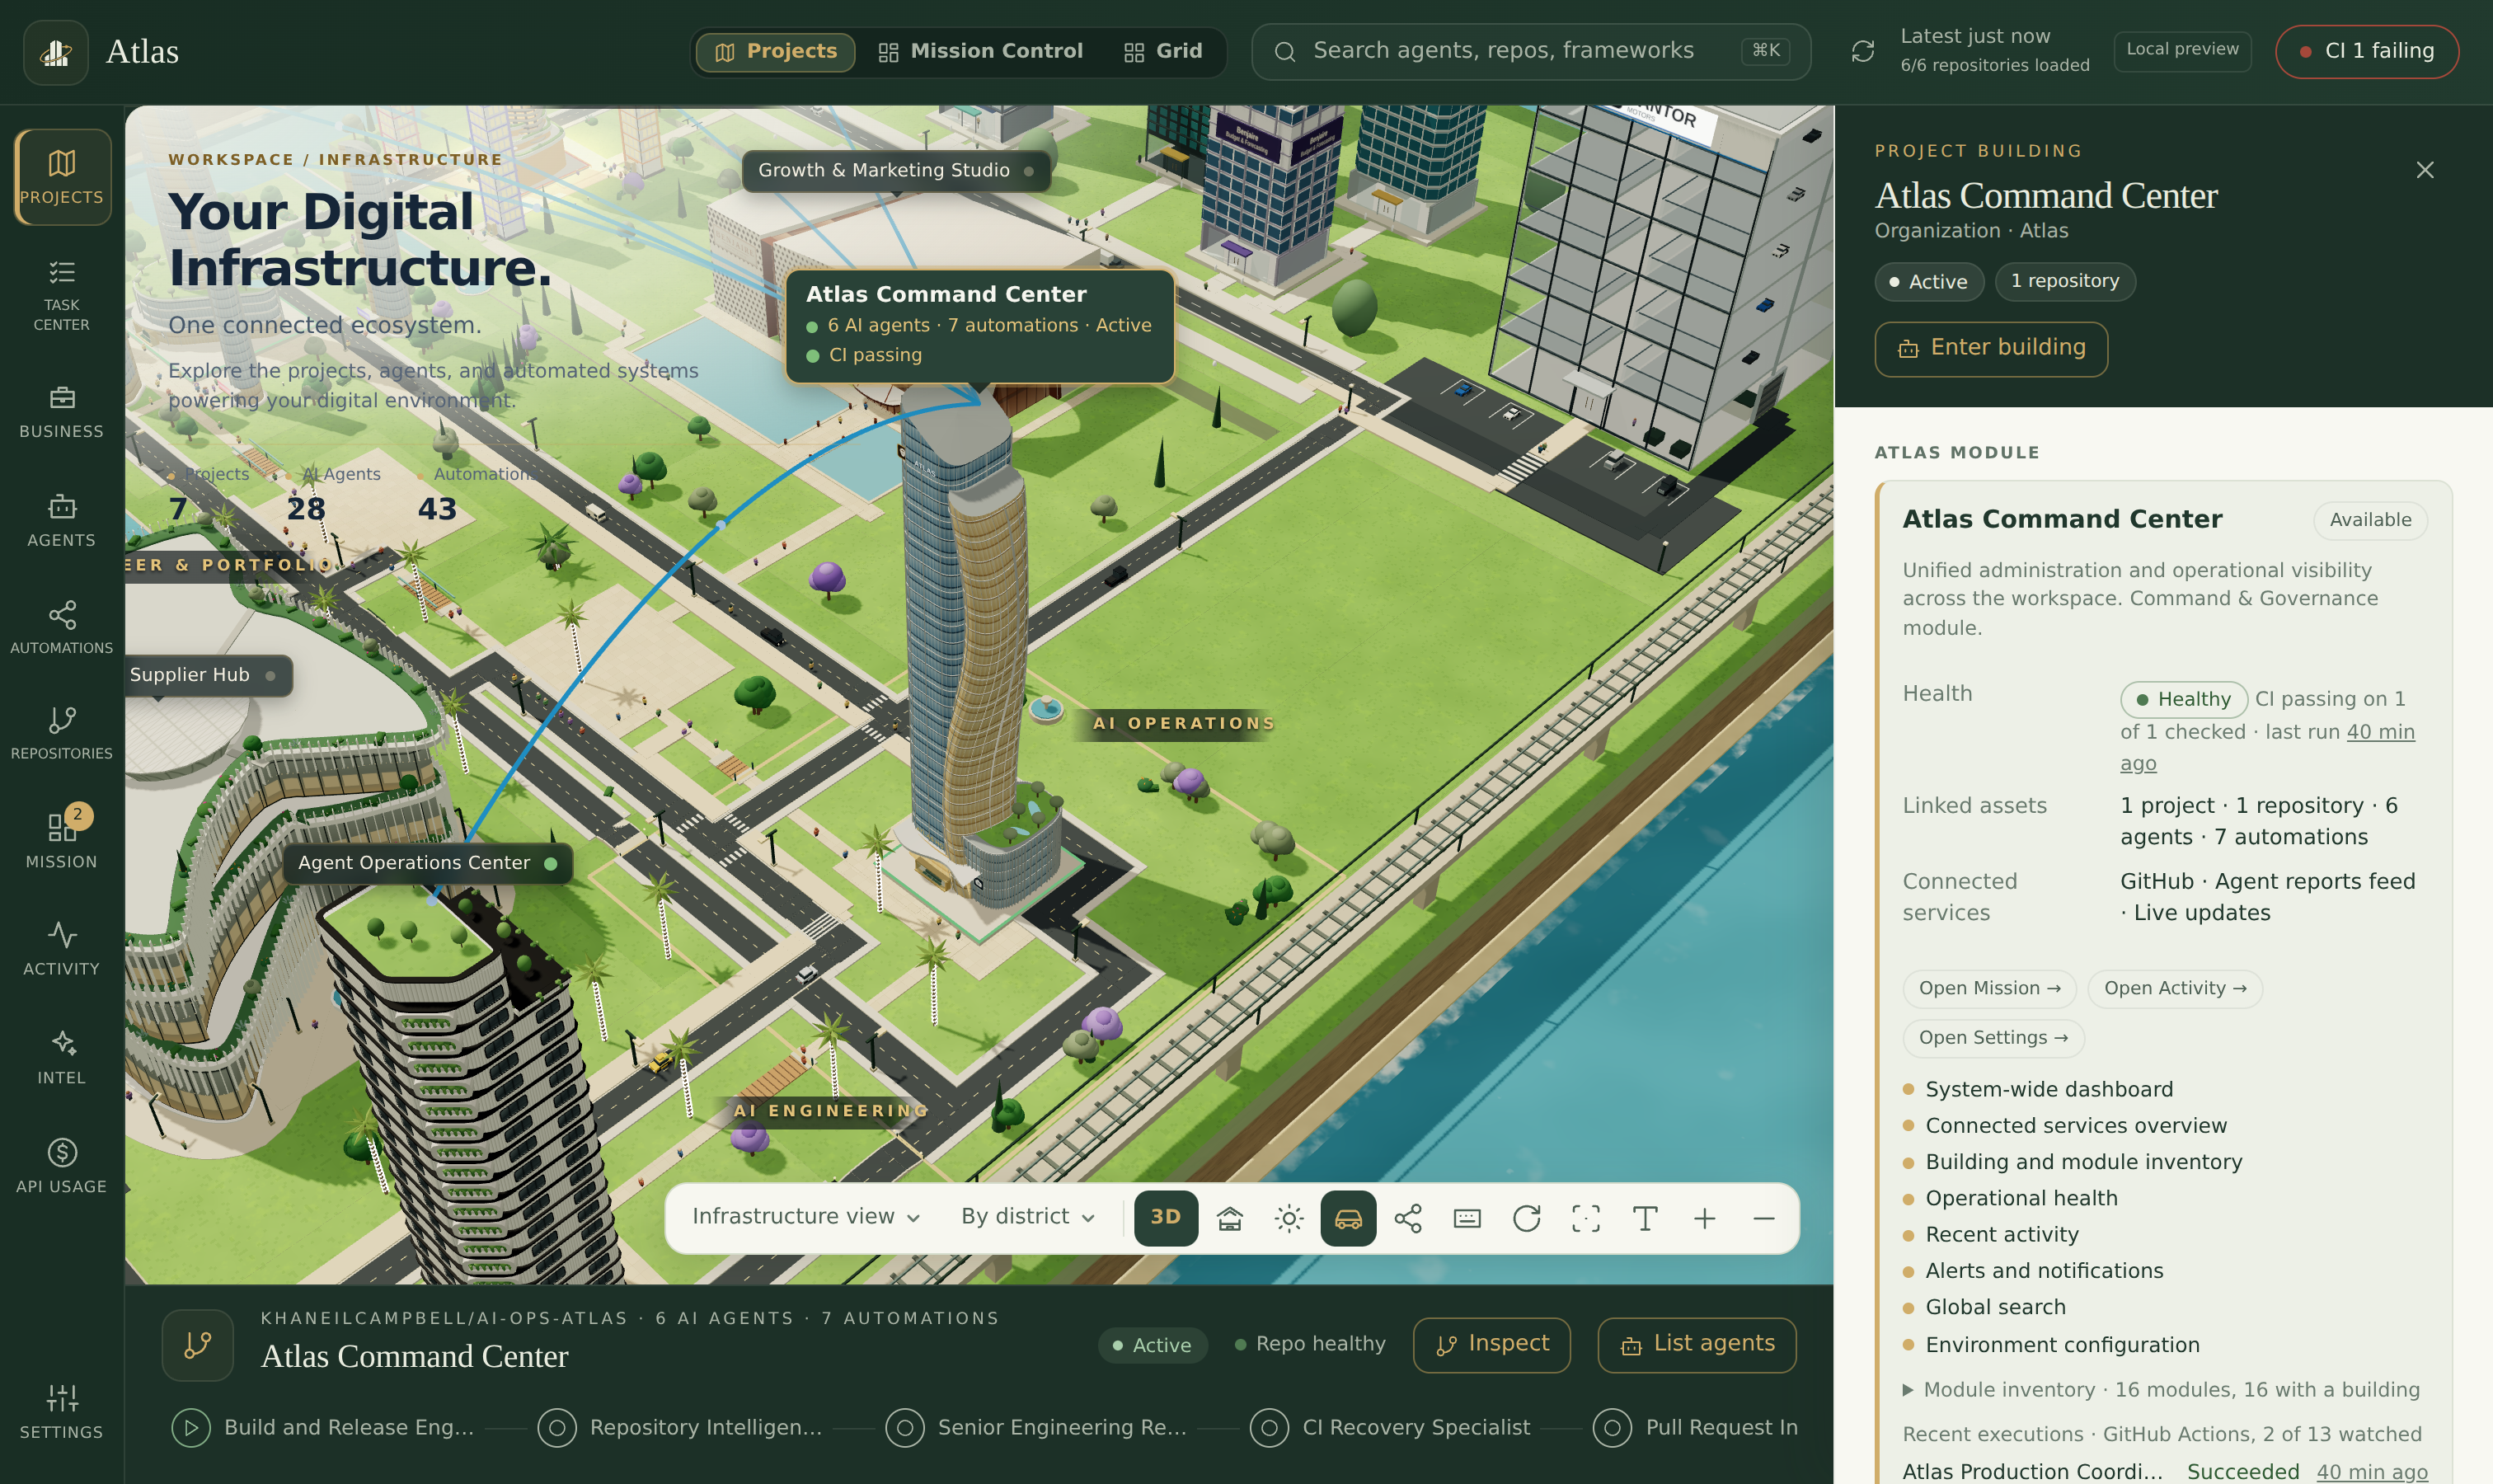 Atlas
Projects
Mission Control
Grid
Search agents, repos, frameworks
⌘K
Latest just now
6/6 repositories loaded
Local preview
CI 1 failing
PROJECTS
TASK
CENTER
BUSINESS
AGENTS
AUTOMATIONS
REPOSITORIES
2
MISSION
ACTIVITY
INTEL
API USAGE
SETTINGS
WORKSPACE / INFRASTRUCTURE
Your Digital
Infrastructure.
One connected ecosystem.
Explore the projects, agents, and automated systems
powering your digital environment.
Projects
7
AI Agents
28
Automations
43
Growth & Marketing Studio
Benjaire
Budget & Forecasting
Benjaire
Budget & Forecasting
NTOR
MOTORS
Atlas Command Center
6 AI agents · 7 automations · Active
CI passing
ATLAS
EER & PORTFOLIO
Supplier Hub
AI OPERATIONS
Agent Operations Center
AI ENGINEERING
Infrastructure view
By district
3D
KHANEILCAMPBELL/AI-OPS-ATLAS · 6 AI AGENTS · 7 AUTOMATIONS
Atlas Command Center
Active
Repo healthy
Inspect
List agents
Build and Release Eng...
Repository Intelligen...
Senior Engineering Re...
CI Recovery Specialist
Pull Request In
PROJECT BUILDING
Atlas Command Center
Organization · Atlas
Active
1 repository
Enter building
ATLAS MODULE
Atlas Command Center
Available
Unified administration and operational visibility
across the workspace. Command & Governance
module.
Health
Healthy CI passing on 1
of 1 checked · last run 40 min
ago
Linked assets
1 project · 1 repository · 6
agents · 7 automations
Connected
services
GitHub · Agent reports feed
· Live updates
Open Mission →
Open Activity →
Open Settings →
System-wide dashboard
Connected services overview
Building and module inventory
Operational health
Recent activity
Alerts and notifications
Global search
Environment configuration
Module inventory · 16 modules, 16 with a building
Recent executions · GitHub Actions, 2 of 13 watched
Atlas Production Coordi... Succeeded 40 min ago